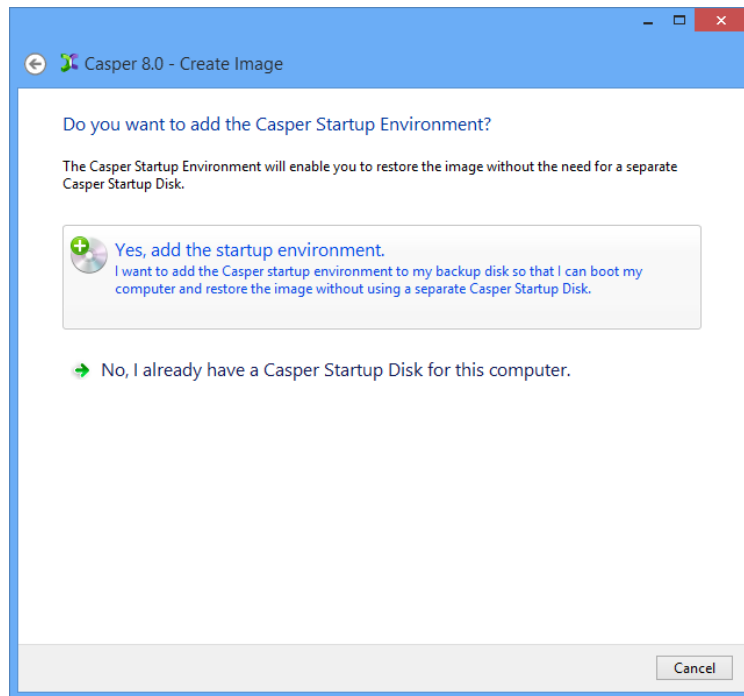 Casper 8.0 - Create Image
Do you want to add the Casper Startup Environment?
The Casper Startup Environment will enable you to restore the image without the need for a separate
Casper Startup Disk.
Yes, add the startup environment.
I want to add the Casper startup environment to my backup disk so that I can boot my
computer and restore the image without using a separate Casper Startup Disk.
No, I already have a Casper Startup Disk for this computer.
Cancel